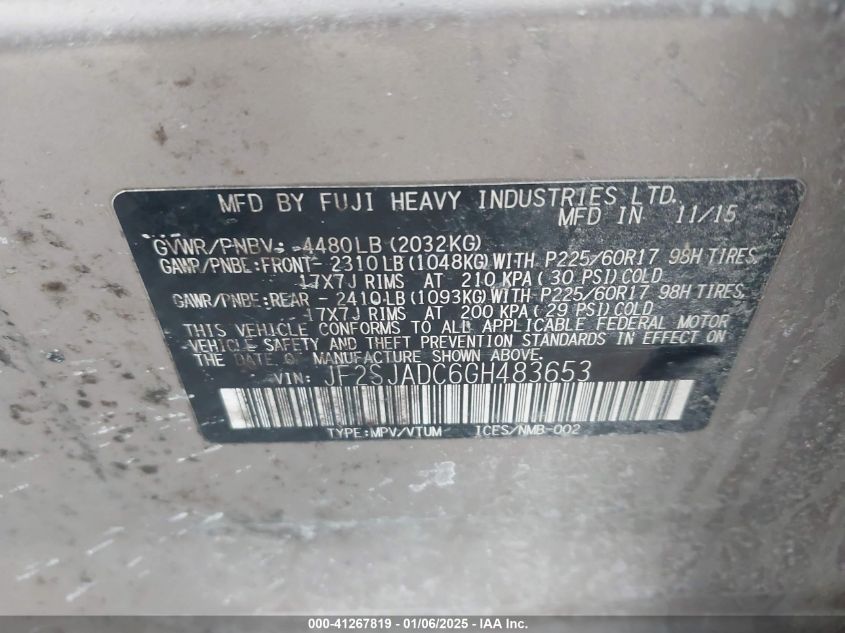 MFD BY FUJI HEAVY INDUSTRIES LTD.
MFD IN 11/15
GVWR/PNBV: 4480LB (2032KG)
GAWR/PNBE:FRONT- 2310LB (1048KG) WITH P225/60R17 98H TIRES,
17X7J RIMS AT 210 KPA (30 PSI) COLD
GAWR/PNBE:REAR - 2410LB (1093KG) WITH P225/60R17 98H TIRES,
17X7J RIMS AT 200 KPA (29 PSI) COLD
THIS VEHICLE CONFORMS TO ALL APPLICABLE FEDERAL MOTOR
VEHICLE SAFETY AND THEFT PREVENTION STANDARDS IN EFFECT ON
THE DATE OF MANUFACTURE SHOWN ABOVE.
VIN: JF2SJADC6GH483653
TYPE:MPV/VTUM ICES/NMB-002
000-41267819 - 01/06/2025 - © IAA Inc.